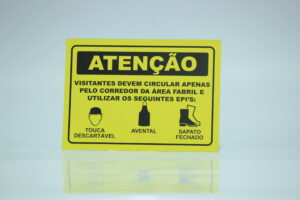 ATENÇÃO
VISITANTES DEVEM CIRCULAR APENAS
PELO CORREDOR DA ÁREA FABRIL E
UTILIZAR OS SEGUINTES EPI'S:
TOUCA
DESCARTÁVEL
AVENTAL
SAPATO
FECHADO